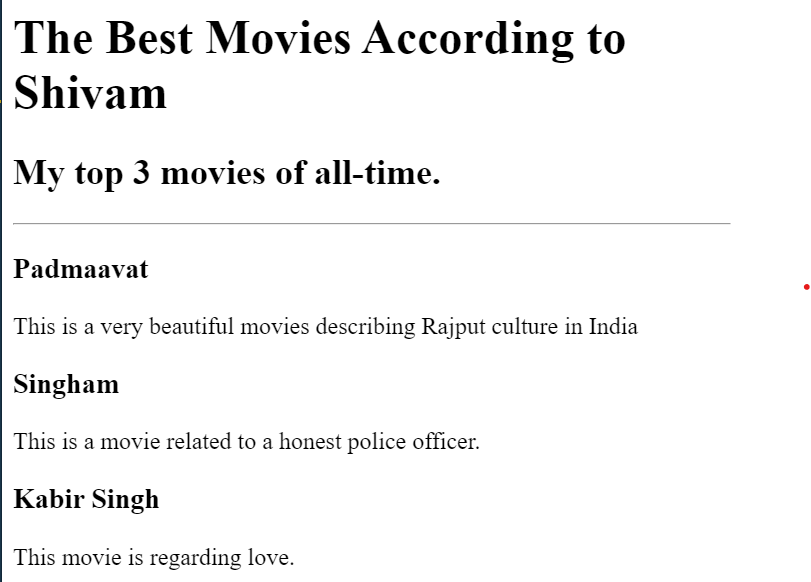 The Best Movies According to
Shivam
My top 3 movies of all-time.
Padmaavat
This is a very beautiful movies describing Rajput culture in India
Singham
This is a movie related to a honest police officer.
Kabir Singh
This movie is regarding love.